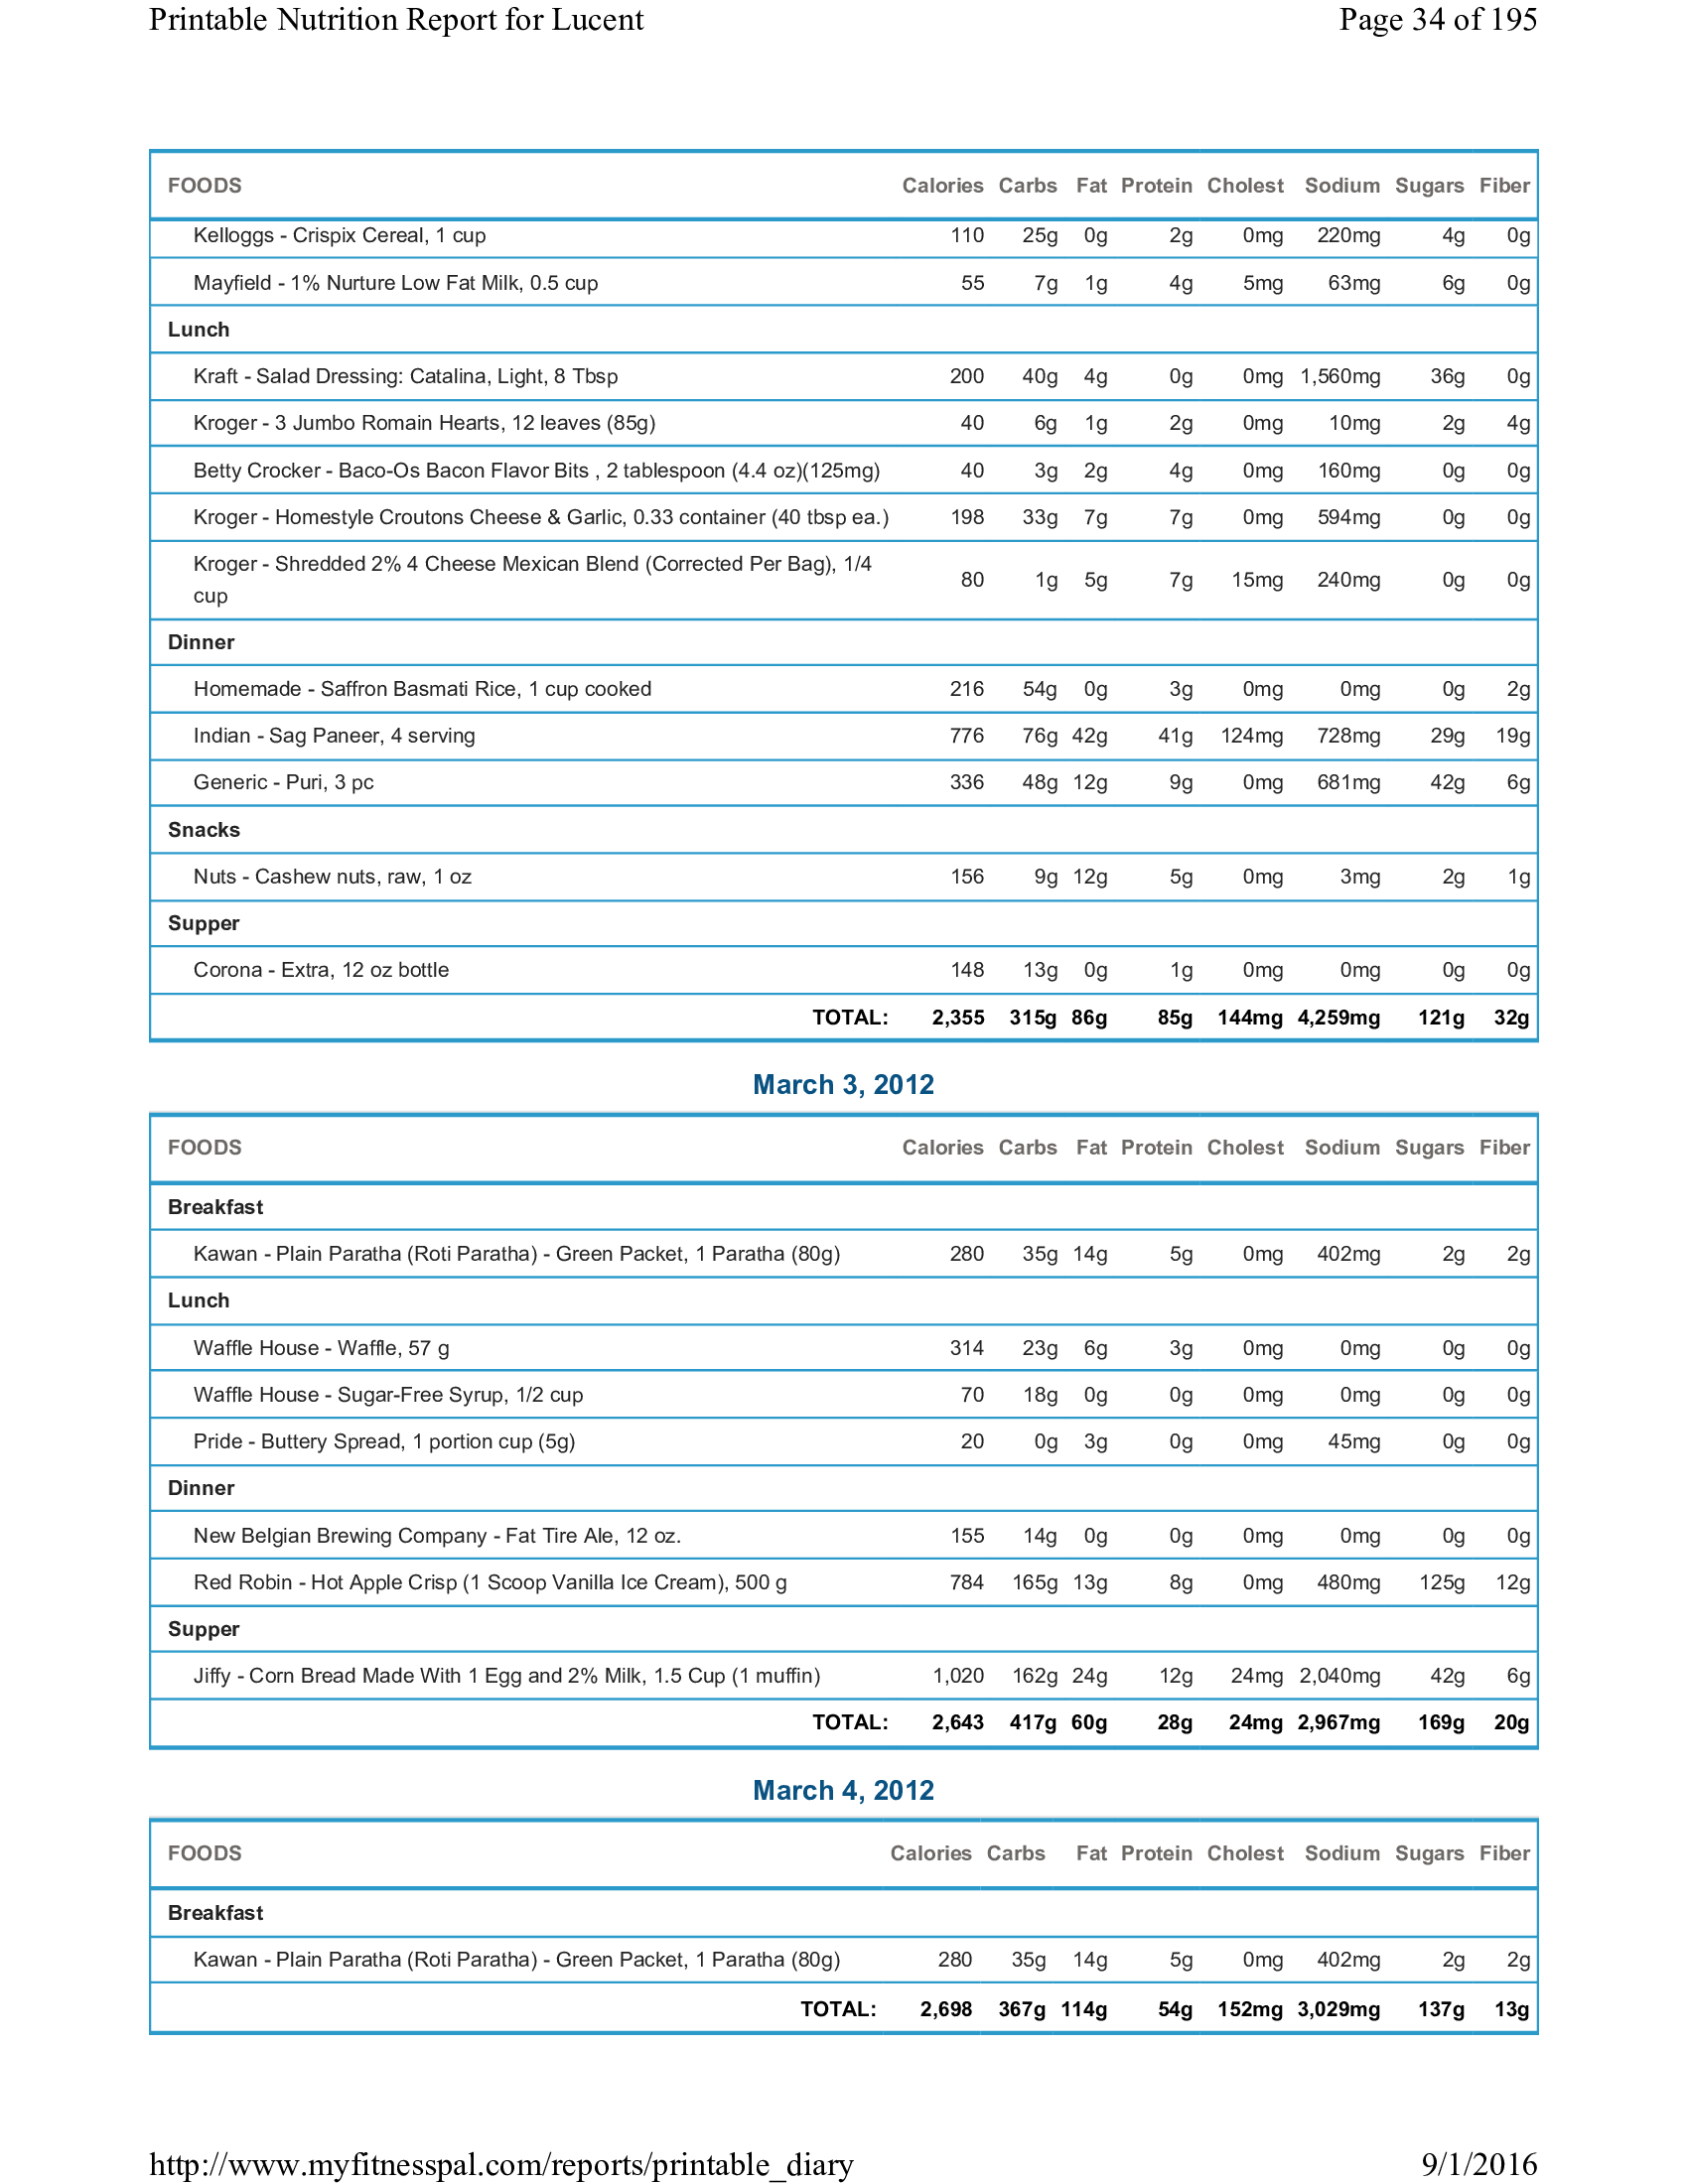 Printable Nutrition Report for Lucent Page 34 of 195
FOODS Calories Carbs Fat Protein Cholest Sodium Sugars Fiber
Kelloggs - Crispix Cereal, 1 cup 110 25g 0g 2g 0mg 220mg 4g 0g
Mayfield - 1% Nurture Low Fat Milk, 0.5 cup 55 7g 1g 4g 5mg 63mg 6g 0g
Lunch
Kraft - Salad Dressing: Catalina, Light, 8 Tbsp 200 40g 4g 0g 0mg 1,560mg 36g 0g
Kroger - 3 Jumbo Romain Hearts, 12 leaves (85g) 40 6g 1g 2g 0mg 10mg 2g 4g
Betty Crocker - Baco-Os Bacon Flavor Bits , 2 tablespoon (4.4 oz)(125mg) 40 3g 2g 4g 0mg 160mg 0g 0g
Kroger - Homestyle Croutons Cheese & Garlic, 0.33 container (40 tbsp ea.) 198 33g 7g 7g 0mg 594mg 0g 0g
Kroger - Shredded 2% 4 Cheese Mexican Blend (Corrected Per Bag), 1/4
cup 80 1g 5g 7g 15mg 240mg 0g 0g
Dinner
Homemade - Saffron Basmati Rice, 1 cup cooked 216 54g 0g 3g 0mg 0mg 0g 2g
Indian - Sag Paneer, 4 serving 776 76g 42g 41g 124mg 728mg 29g 19g
Generic - Puri, 3 pc 336 48g 12g 9g 0mg 681mg 42g 6g
Snacks
Nuts - Cashew nuts, raw, 1 oz 156 9g 12g 5g 0mg 3mg 2g 1g
Supper
Corona - Extra, 12 oz bottle 148 13g 0g 1g 0mg 0mg 0g 0g
TOTAL: 2,355 315g 86g 85g 144mg 4,259mg 121g 32g
March 3, 2012
FOODS Calories Carbs Fat Protein Cholest Sodium Sugars Fiber
Breakfast
Kawan - Plain Paratha (Roti Paratha) - Green Packet, 1 Paratha (80g) 280 35g 14g 5g 0mg 402mg 2g 2g
Lunch
Waffle House - Waffle, 57 g 314 23g 6g 3g 0mg 0mg 0g 0g
Waffle House - Sugar-Free Syrup, 1/2 cup 70 18g 0g 0g 0mg 0mg 0g 0g
Pride - Buttery Spread, 1 portion cup (5g) 20 0g 3g 0g 0mg 45mg 0g 0g
Dinner
New Belgian Brewing Company - Fat Tire Ale, 12 oz. 155 14g 0g 0g 0mg 0mg 0g 0g
Red Robin - Hot Apple Crisp (1 Scoop Vanilla Ice Cream), 500 g 784 165g 13g 8g 0mg 480mg 125g 12g
Supper
Jiffy - Corn Bread Made With 1 Egg and 2% Milk, 1.5 Cup (1 muffin) 1,020 162g 24g 12g 24mg 2,040mg 42g 6g
TOTAL: 2,643 417g 60g 28g 24mg 2,967mg 169g 20g
March 4, 2012
FOODS Calories Carbs Fat Protein Cholest Sodium Sugars Fiber
Breakfast
Kawan - Plain Paratha (Roti Paratha) - Green Packet, 1 Paratha (80g) 280 35g 14g 5g 0mg 402mg 2g 2g
TOTAL: 2,698 367g 114g 54g 152mg 3,029mg 137g 13g
http://www.myfitnesspal.com/reports/printable_diary 9/1/2016